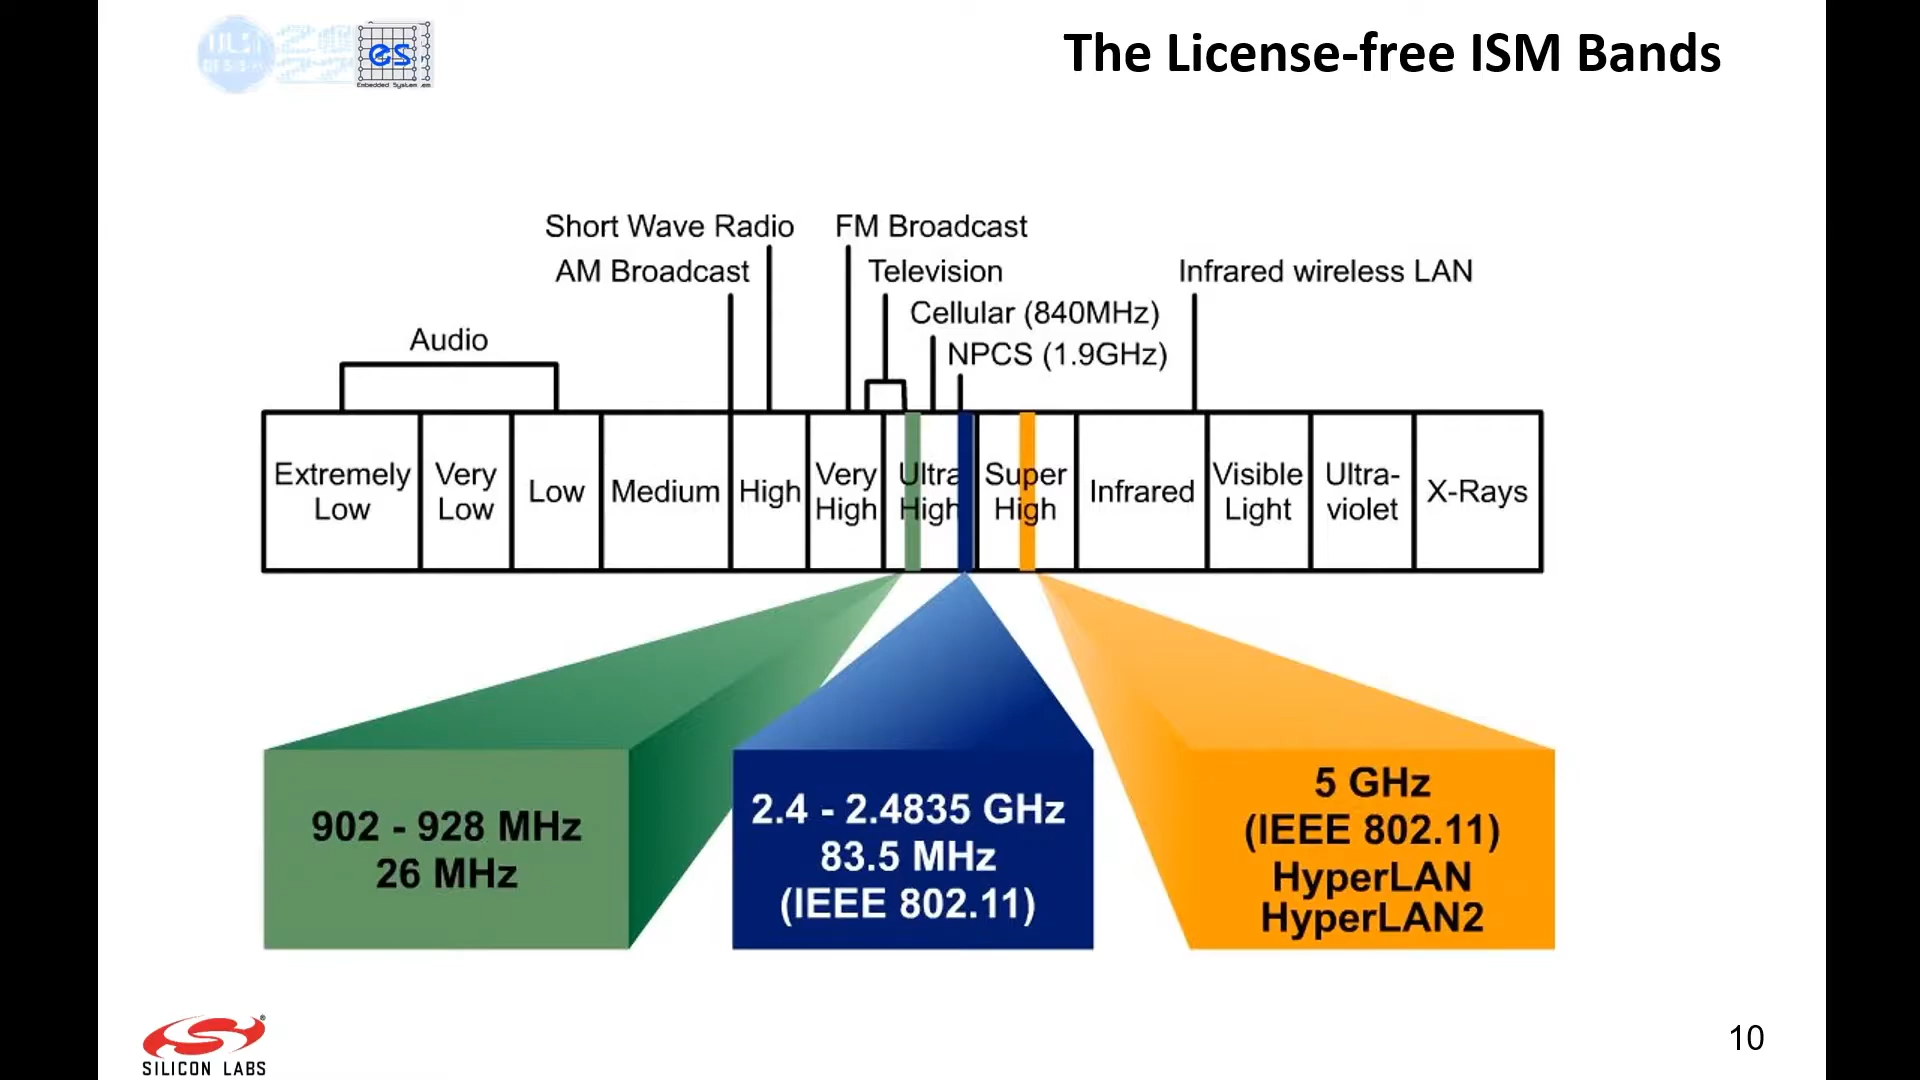 The License-free ISM Bands
es
Embedded System
Short Wave Radio
FM Broadcast
AM Broadcast
Television
Infrared wireless LAN
Cellular (840MHz)
Audio
NPCS (1.9GHz)
Extremely
Low
Very
Low
Low
Medium
High
Very
High
Ultra
High
Super
High
Infrared
Visible
Light
Ultra-
violet
X-Rays
902 - 928 MHz
26 MHz
2.4 - 2.4835 GHz
83.5 MHz
(IEEE 802.11)
5 GHz
(IEEE 802.11)
HyperLAN
HyperLAN2
SILICON LABS
10